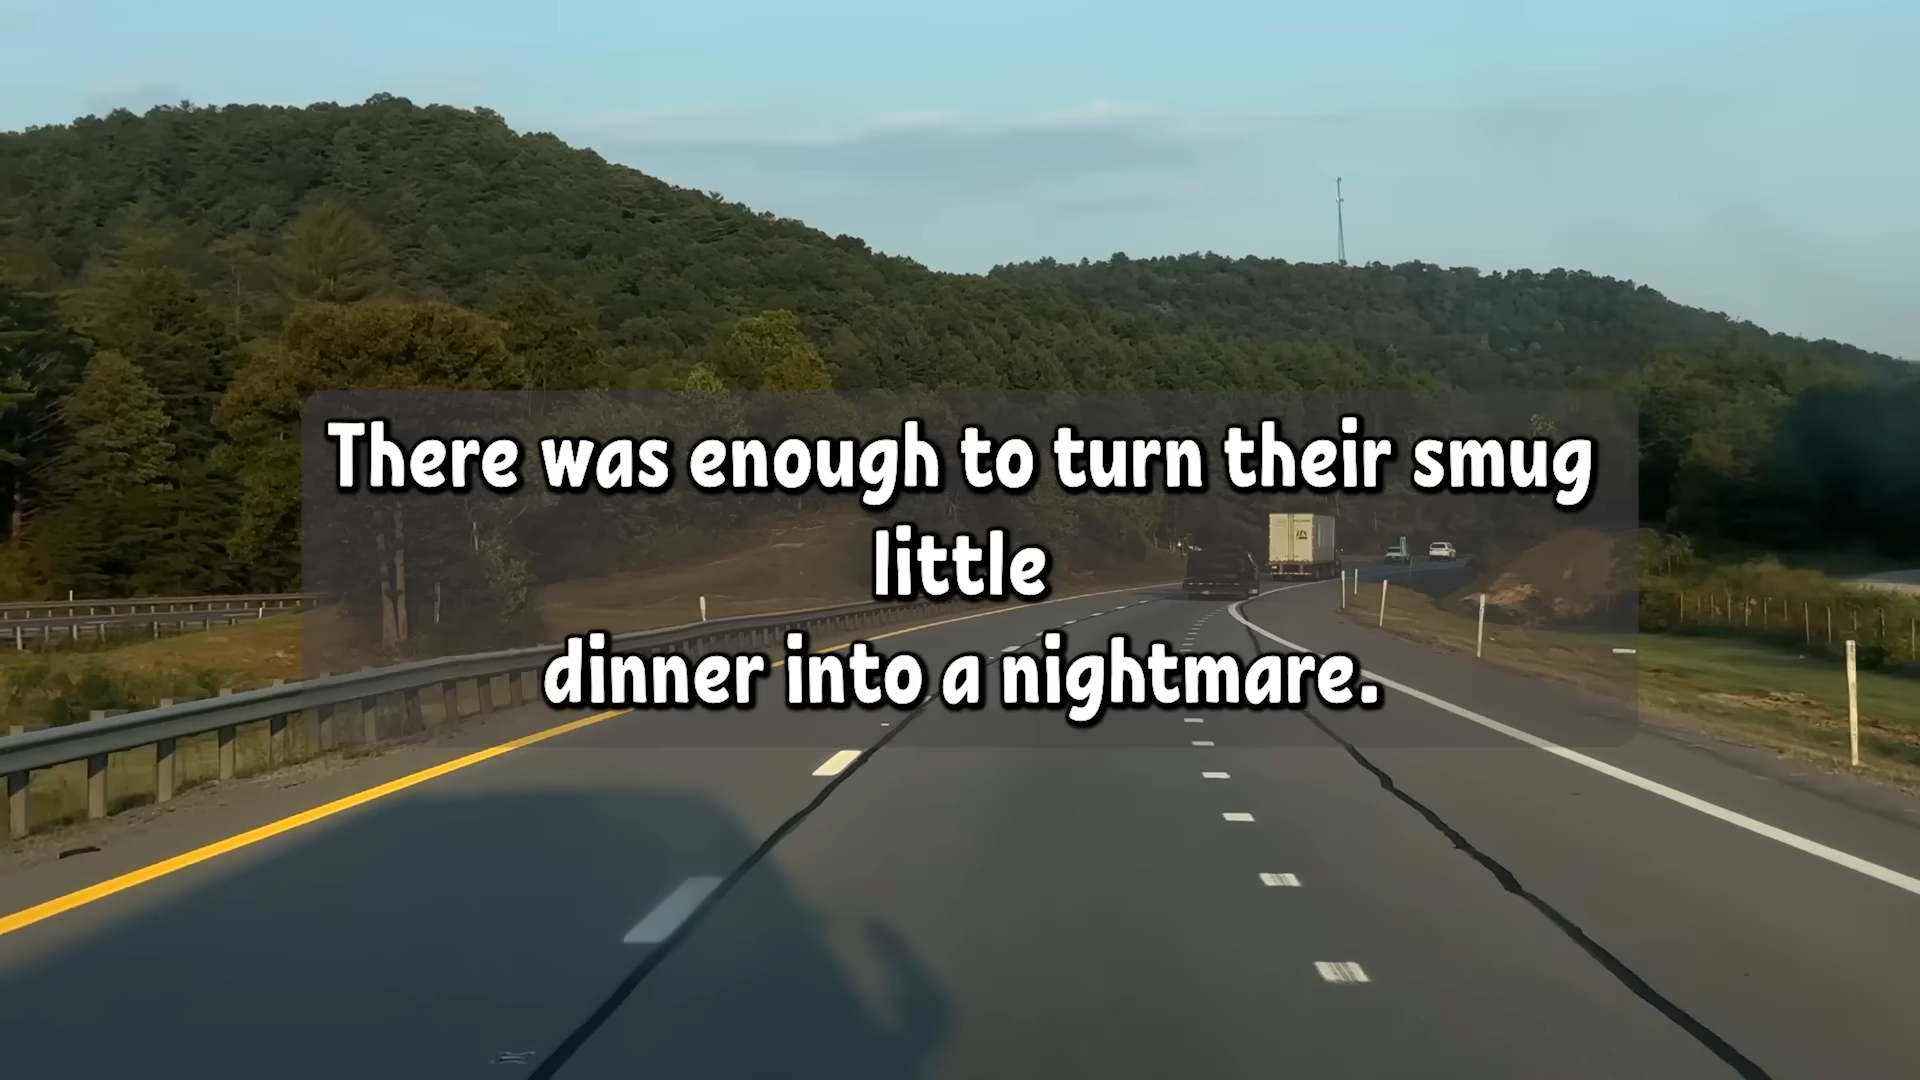 There was enough to turn their smug
little
dinner into a nightmare.